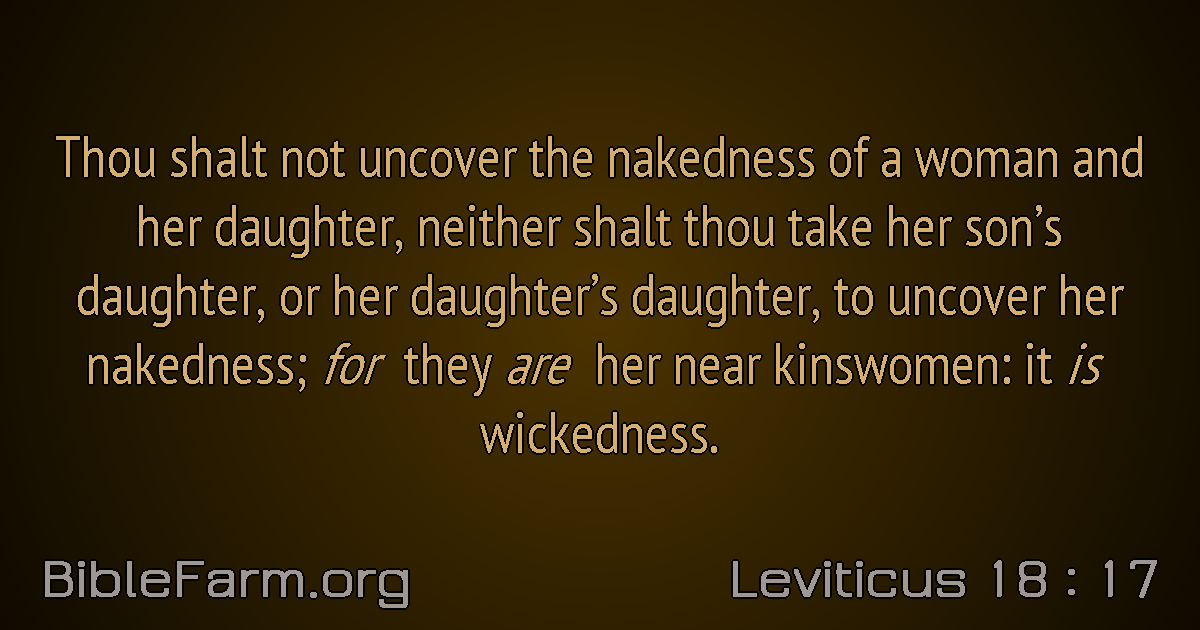 Thou shalt not uncover the nakedness of a woman and
her daughter, neither shalt thou take her son’s
daughter, or her daughter’s daughter, to uncover her
nakedness; for they are her near kinswomen: it is
wickedness.
BibleFarm.org
Leviticus 18 : 17